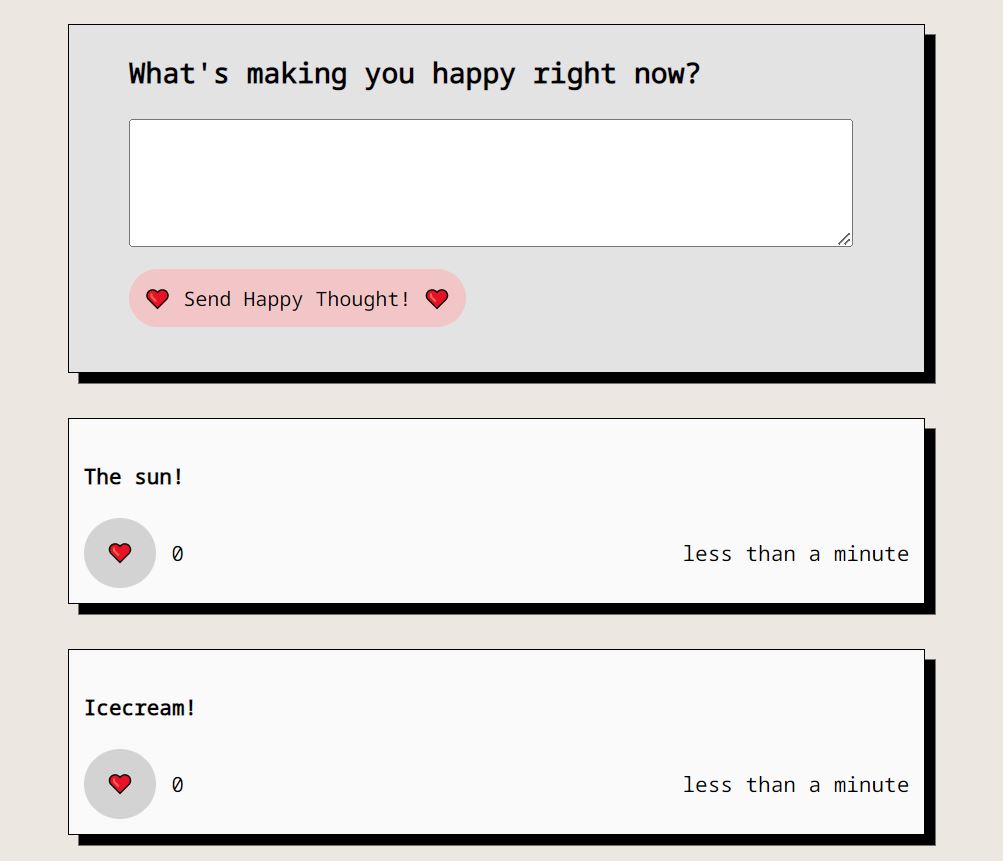 What's making you happy right now?
Send Happy Thought!
The sun!
0 less than a minute
Icecream!
0 less than a minute